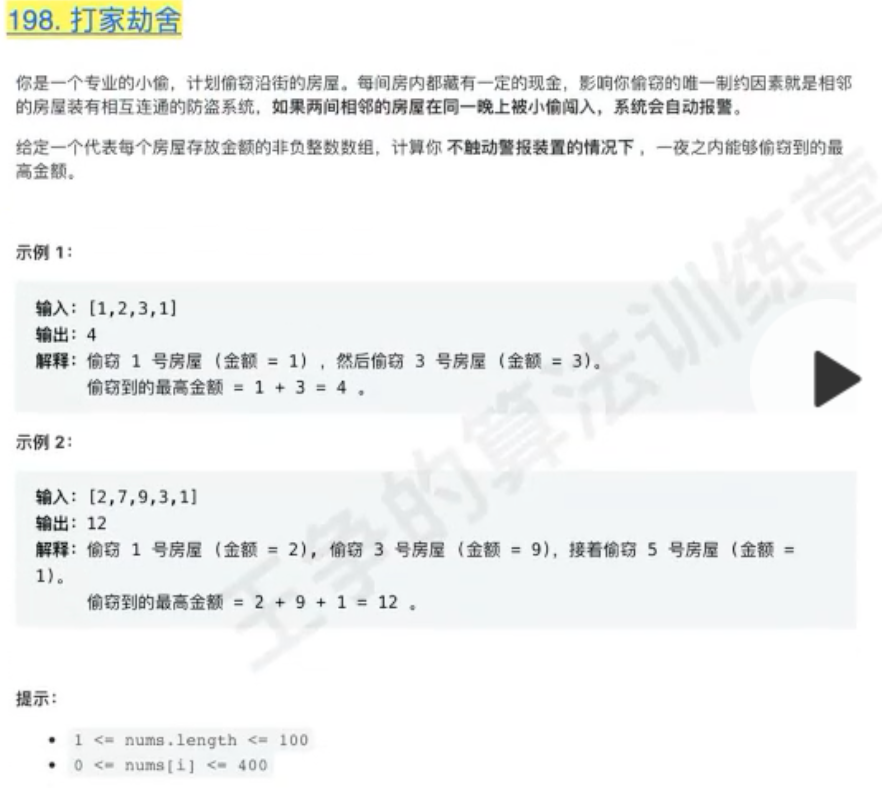 198. 打家劫舍
你是一个专业的小偷，计划偷窃沿街的房屋。每间房内都藏有一定的现金，影响你偷窃的唯一制约因素就是相邻
的房屋装有相互连通的防盗系统，如果两间相邻的房屋在同一晚上被小偷闯入，系统会自动报警。
给定一个代表每个房屋存放金额的非负整数数组，计算你 不触动警报装置的情况下 ，一夜之内能够偷窃到的最
高金额。
示例 1：
输入：[1,2,3,1]
输出：4
解释：偷窃 1 号房屋 (金额 = 1) ，然后偷窃 3 号房屋 (金额 = 3)。
偷窃到的最高金额 = 1 + 3 = 4 。
示例 2：
输入：[2,7,9,3,1]
输出：12
解释：偷窃 1 号房屋 (金额 = 2), 偷窃 3 号房屋 (金额 = 9)，接着偷窃 5 号房屋 (金额 =
1)。
偷窃到的最高金额 = 2 + 9 + 1 = 12 。
提示：
• 1 <= nums.length <= 100
• 0 <= nums[i] <= 400
王争的算法训练营